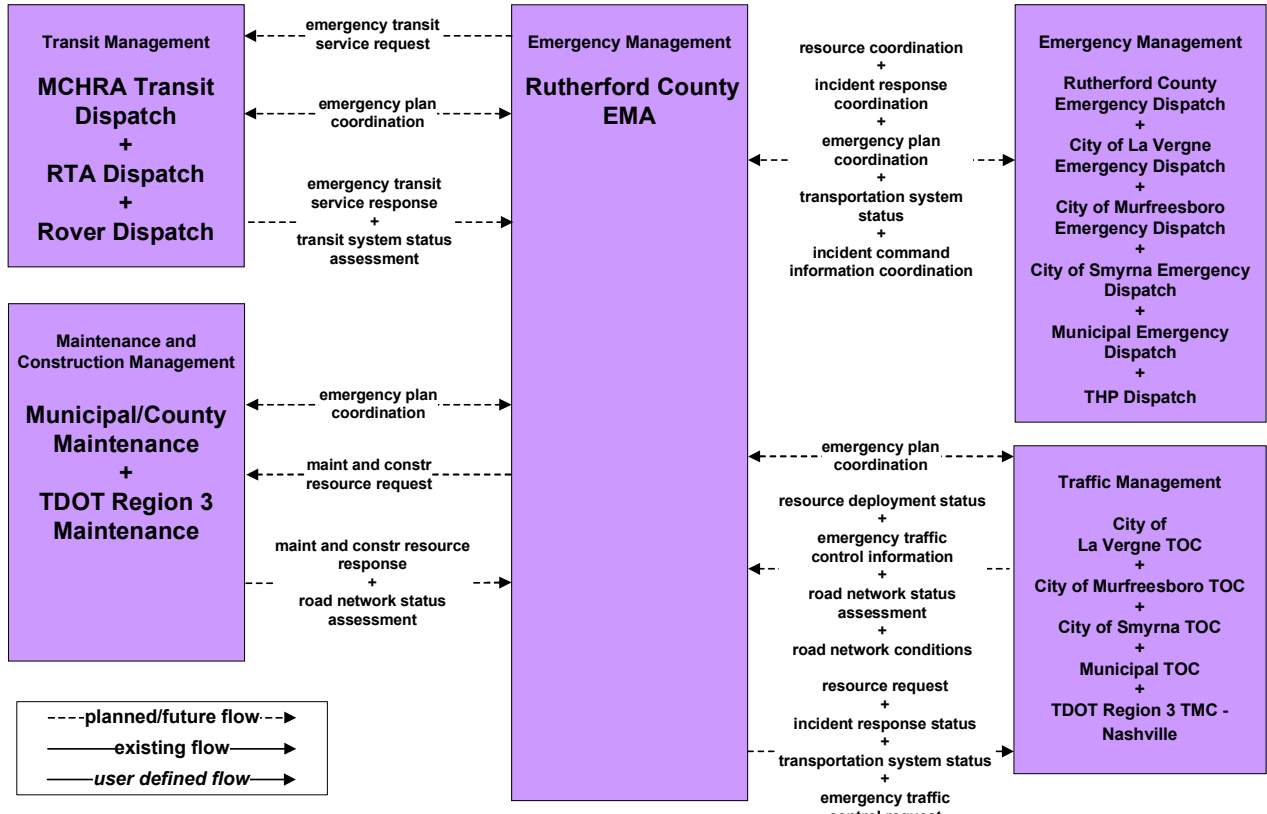 Transit Management
MCHRA Transit
Dispatch
+
RTA Dispatch
+
Rover Dispatch
emergency transit
service request
emergency plan
coordination
emergency transit
service response
+
transit system status
assessment
Maintenance and
Construction Management
Municipal/County
Maintenance
+
TDOT Region 3
Maintenance
emergency plan
coordination
maint and constr
resource request
maint and constr resource
response
+
road network status
assessment
planned/future flow
existing flow
user defined flow
Emergency Management
Rutherford County
EMA
resource coordination
+
incident response
coordination
+
emergency plan
coordination
+
transportation system
status
+
incident command
information coordination
Emergency Management
Rutherford County
Emergency Dispatch
+
City of La Vergne
Emergency Dispatch
+
City of Murfreesboro
Emergency Dispatch
+
City of Smyrna Emergency
Dispatch
+
Municipal Emergency
Dispatch
+
THP Dispatch
emergency plan
coordination
resource deployment status
+
emergency traffic
control information
+
road network status
assessment
+
road network conditions
resource request
+
incident response status
+
transportation system status
+
emergency traffic
control request
Traffic Management
City of
La Vergne TOC
+
City of Murfreesboro TOC
+
City of Smyrna TOC
+
Municipal TOC
+
TDOT Region 3 TMC -
Nashville